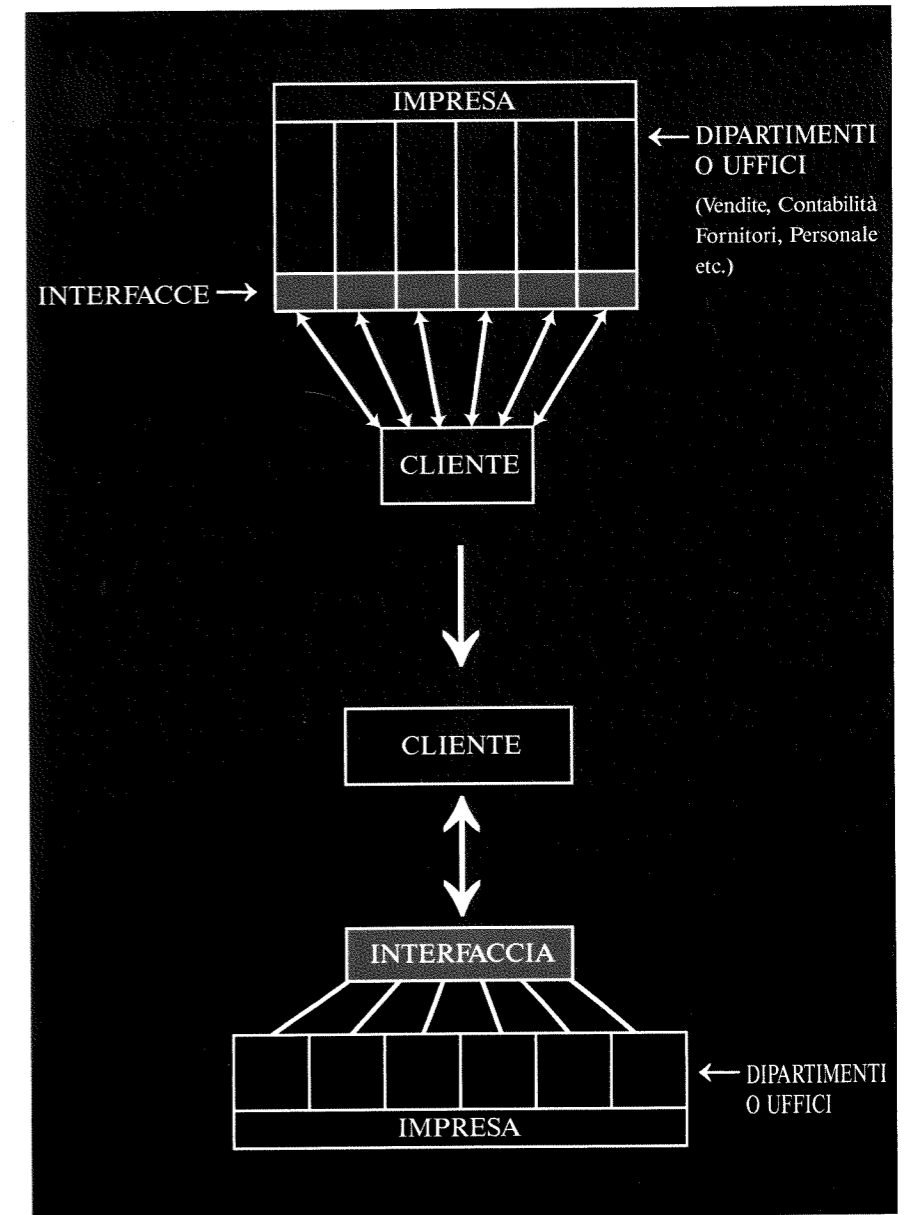 IMPRESA
DIPARTIMENTI
O UFFICI
(Vendite, Contabilità
Fornitori, Personale
etc.)
INTERFACCE
CLIENTE
CLIENTE
INTERFACCIA
DIPARTIMENTI
O UFFICI
IMPRESA